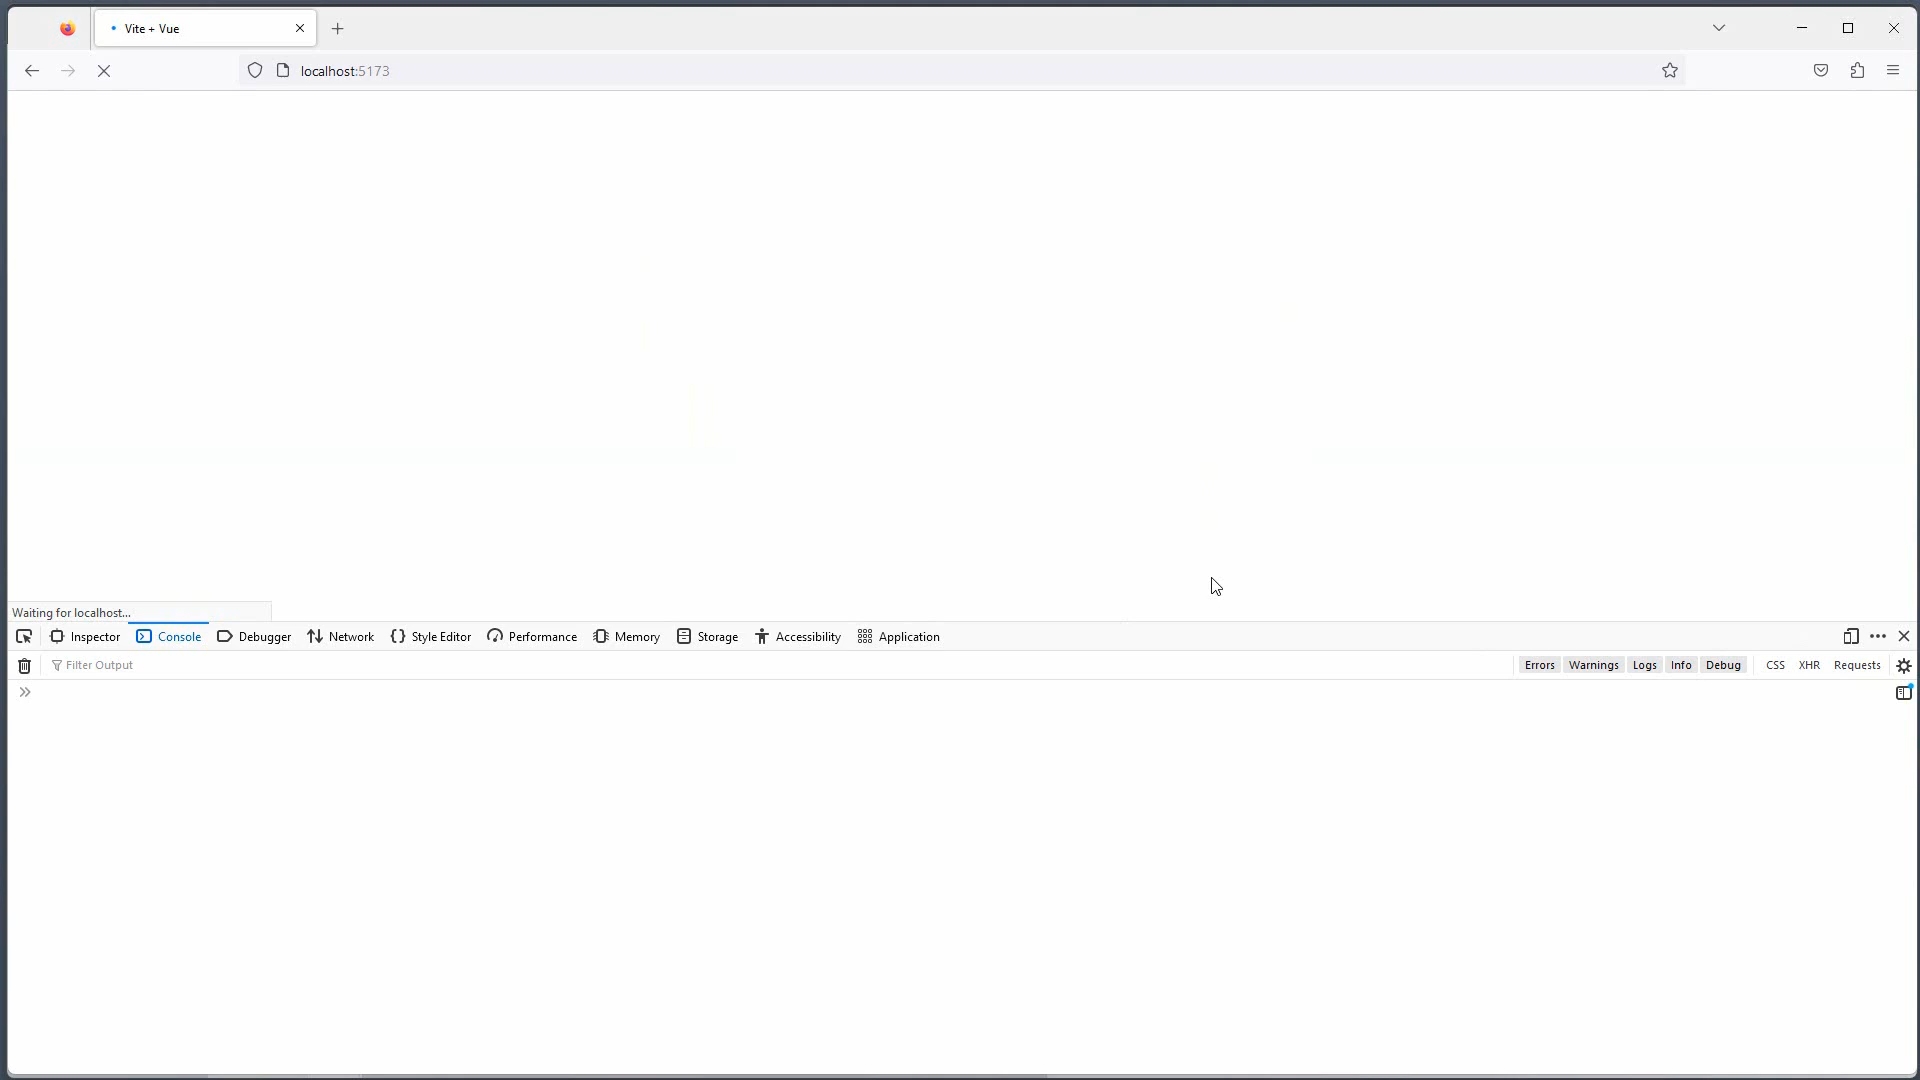 Vite + Vue
localhost:5173
Waiting for localhost...
Inspector Console Debugger Network Style Editor Performance Memory Storage Accessibility Application
Filter Output Errors Warnings Logs Info Debug CSS XHR Requests